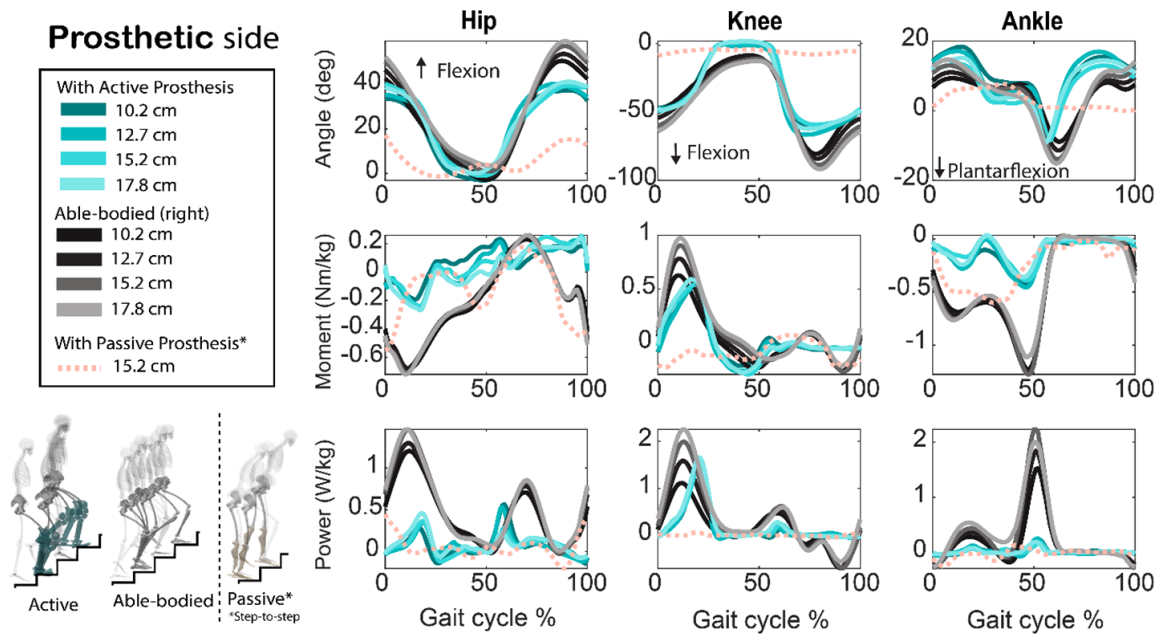 Prosthetic side
With Active Prosthesis
10.2 cm
12.7 cm
15.2 cm
17.8 cm
Able-bodied (right)
10.2 cm
12.7 cm
15.2 cm
17.8 cm
With Passive Prosthesis*
15.2 cm
Active
Able-bodied
Passive*
*Step-to-step
Hip
Knee
Ankle
Angle (deg)
40
20
0
↑ Flexion
0
50
100
0
-50
-100
↓ Flexion
0
50
100
20
0
-20
↓ Plantarflexion
0
50
100
Moment (Nm/kg)
0.2
0
-0.2
-0.4
-0.6
0
50
100
1
0.5
0
0
50
100
0
-0.5
-1
0
50
100
Power (W/kg)
1
0.5
0
0
50
100
Gait cycle %
2
1
0
0
50
100
Gait cycle %
2
1
0
0
50
100
Gait cycle %